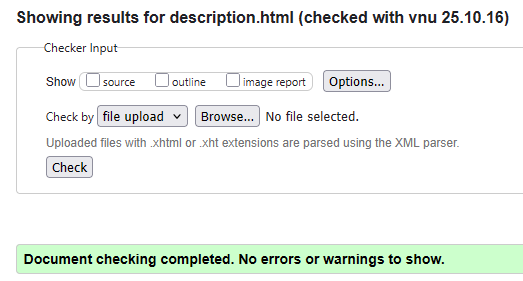 Showing results for description.html (checked with vnu 25.10.16)
Checker Input
Show source outline image report Options...
Check by file upload Browse... No file selected.
Uploaded files with .xhtml or .xht extensions are parsed using the XML parser.
Check
Document checking completed. No errors or warnings to show.